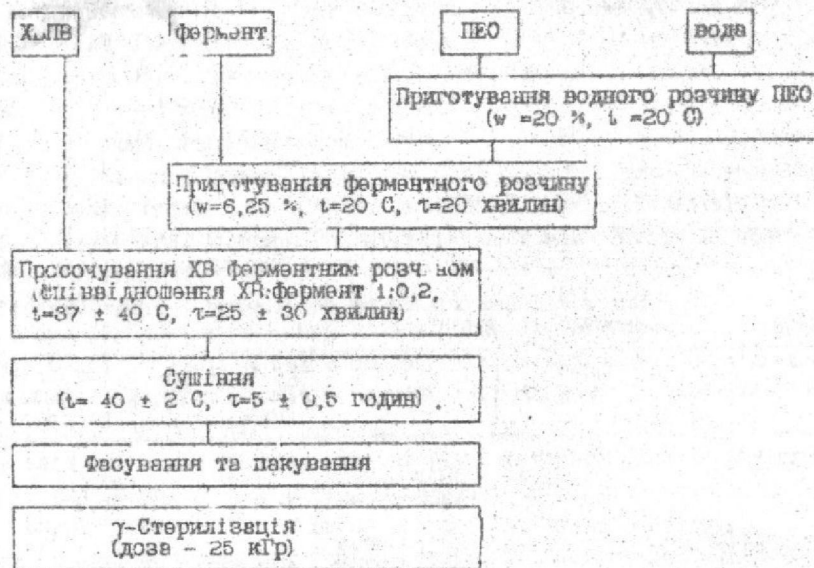 фермент
ПЕО
вода
Приготування водного розчину ПЕО
(w =20 %, t =20 C)
Приготування ферментного розчину
(w=6,25 %, t=20 C, τ=20 хвилин)
Просочування ХВ ферментним
(співвідношення ХВ:фермент 1:0,2,
t=37 ± 40 C, τ=25 ± 30 хвилин)
Сушіння
(t= 40 ± 2 C, τ=5 ± 0,5 годин)
Фасування та пакування
γ-Стерилізація
(доза - 25 кГр)